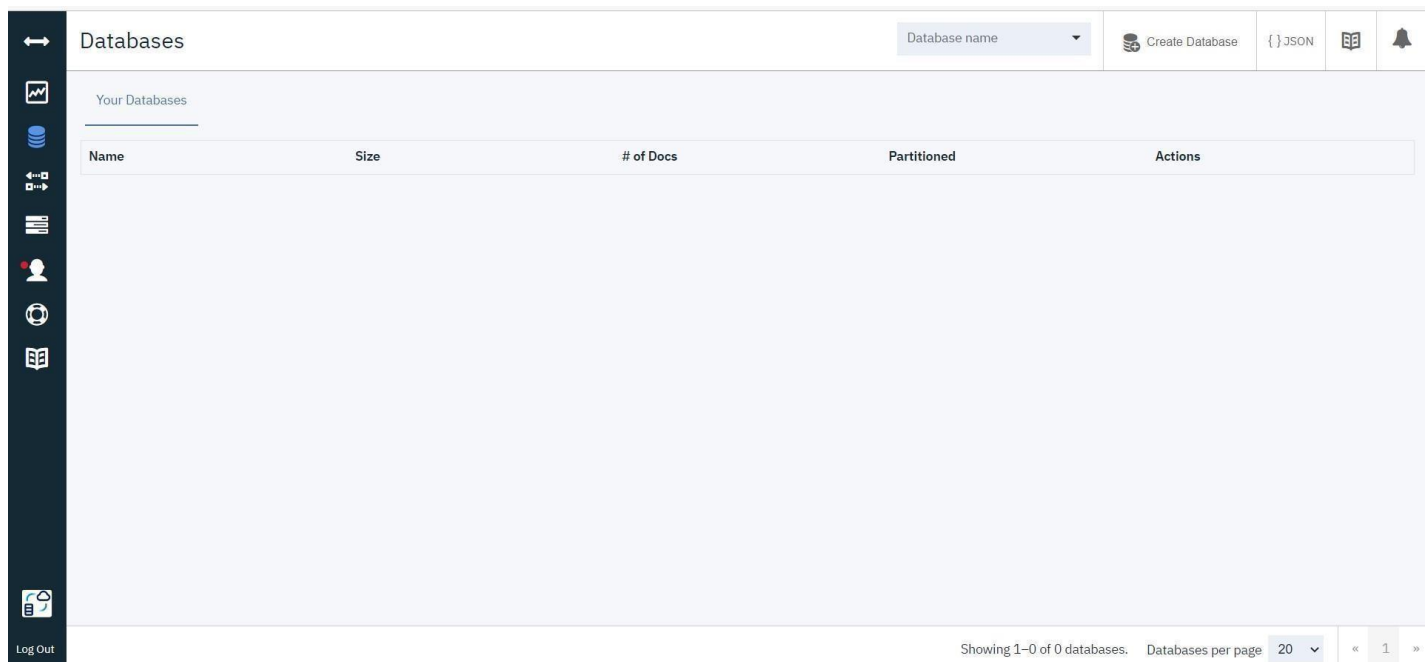 Databases
Database name
Create Database
{ } JSON
Your Databases
Name Size # of Docs Partitioned Actions
Log Out
Showing 1–0 of 0 databases. Databases per page 20 « 1 »